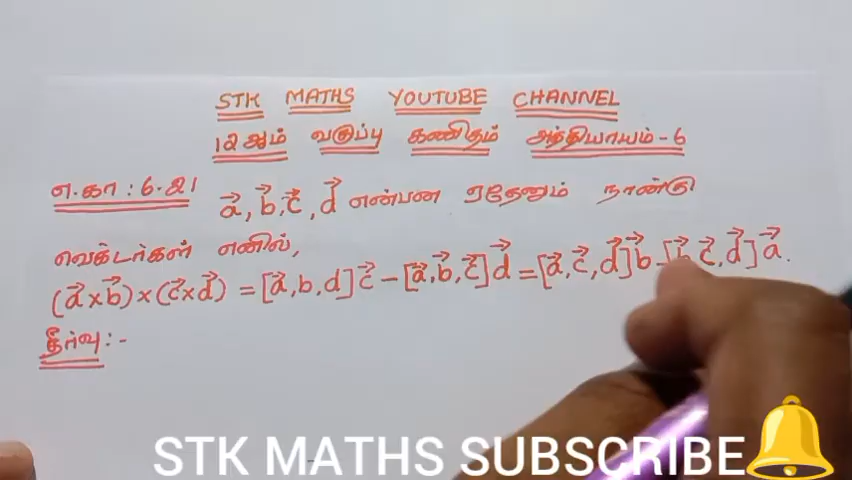 STK MATHS YOUTUBE CHANNEL
12ஆம் வகுப்பு கணிதம் அத்தியாயம் - 6
எ.கா : 6.21 a⃗, b⃗, c⃗, d⃗ என்பன ஏதேனும் நான்கு
வெக்டர்கள் எனில்,
(a⃗ × b⃗) × (c⃗ × d⃗) = [a⃗, b, d] c⃗ – [a⃗, b⃗, c⃗] d⃗ = [a⃗, c⃗, d⃗] b⃗ – [b⃗, c⃗, d⃗] a⃗.
தீர்வு :-
STK MATHS SUBSCRIBE